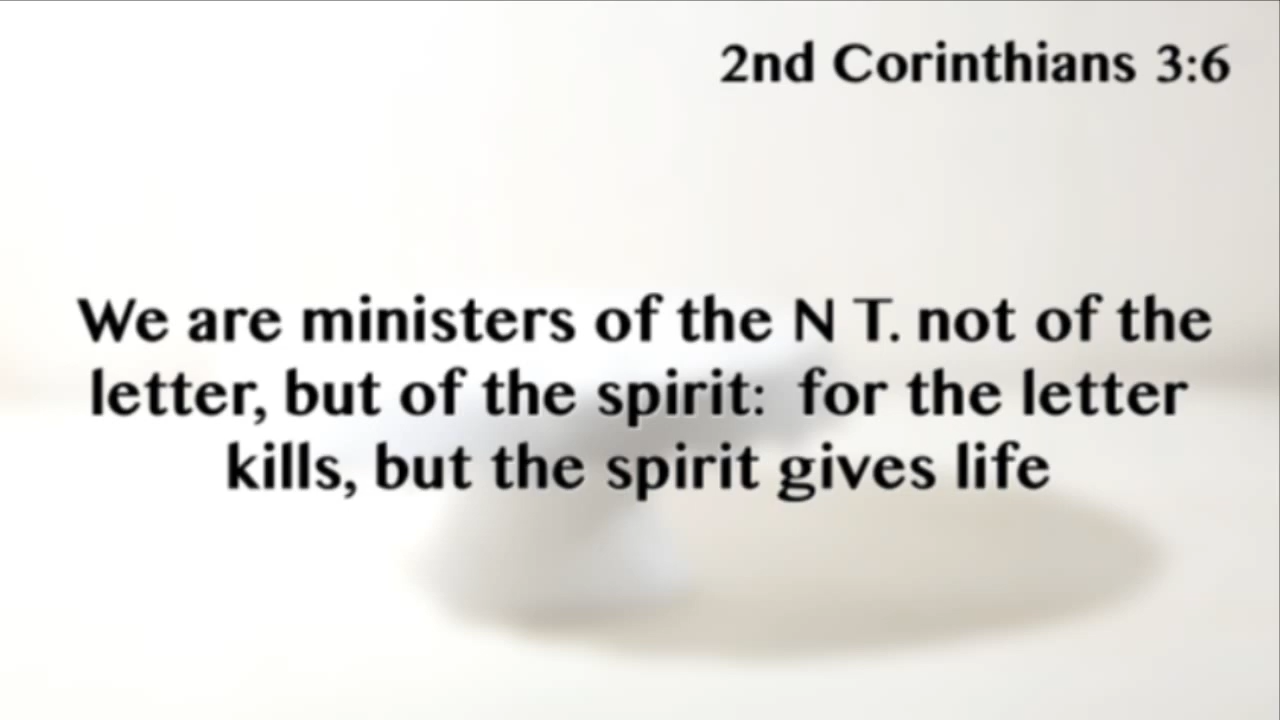 2nd Corinthians 3:6
We are ministers of the N T. not of the
letter, but of the spirit:  for the letter
kills, but the spirit gives life